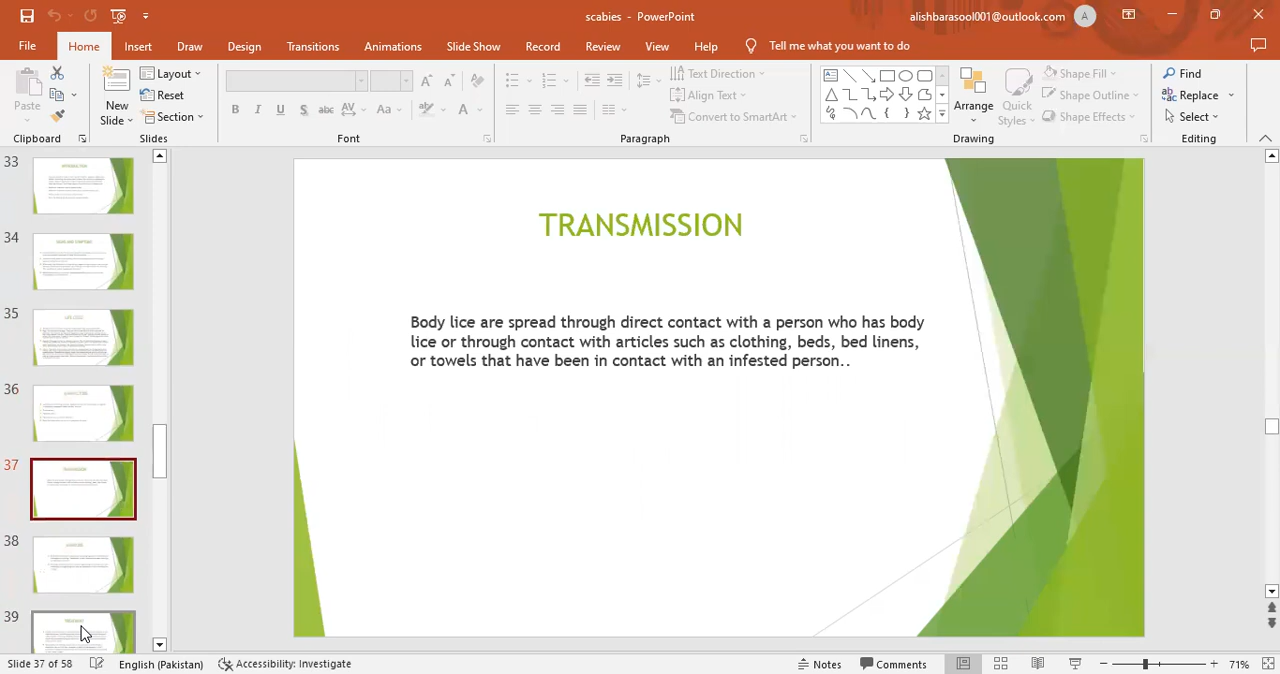 scabies - PowerPoint
alishbarasool001@outlook.com
A
File
Home
Insert
Draw
Design
Transitions
Animations
Slide Show
Record
Review
View
Help
Tell me what you want to do
Paste
Clipboard
New
Slide
Layout
Reset
Section
Slides
B I U S abc AV Aa A
Font
Text Direction
Align Text
Convert to SmartArt
Paragraph
Arrange
Quick
Styles
Shape Fill
Shape Outline
Shape Effects
Drawing
Find
Replace
Select
Editing
33
34
35
36
37
38
39
TRANSMISSION
Body lice are spread through direct contact with a person who has body
lice or through contact with articles such as clothing, beds, bed linens,
or towels that have been in contact with an infested person..
Slide 37 of 58
English (Pakistan)
Accessibility: Investigate
Notes
Comments
71%